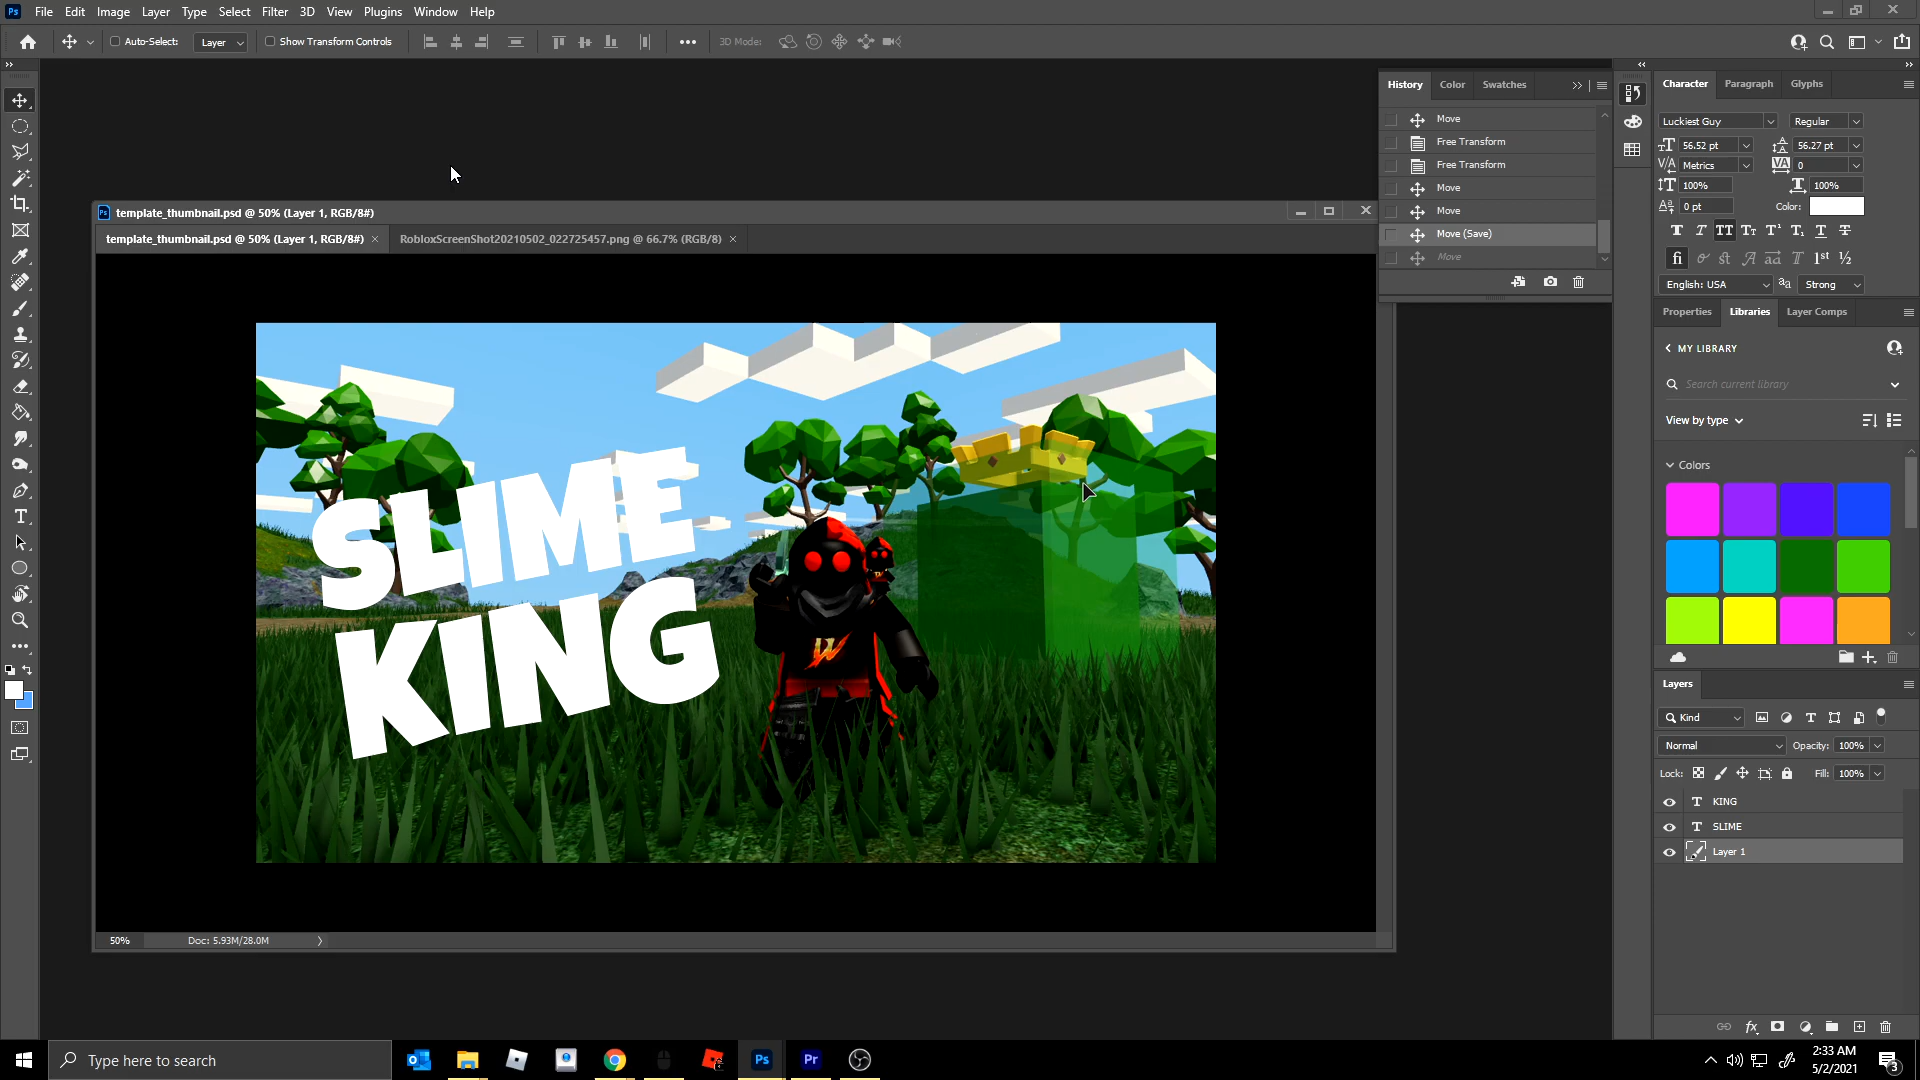 Ps File Edit Image Layer Type Select Filter 3D View Plugins Window Help
Auto-Select: Layer Show Transform Controls 3D Mode:
template_thumbnail.psd @ 50% (Layer 1, RGB/8#)
template_thumbnail.psd @ 50% (Layer 1, RGB/8#) × RobloxScreenShot20210502_022725457.png @ 66.7% (RGB/8) ×
SLIME
KING
W
50% Doc: 5.93M/28.0M
History Color Swatches
Move
Free Transform
Free Transform
Move
Move
Move (Save)
Move
Character Paragraph Glyphs
Luckiest Guy Regular
56.52 pt 56.27 pt
Metrics 0
100% 100%
0 pt Color:
English: USA aa Strong
Properties Libraries Layer Comps
MY LIBRARY
Search current library
View by type
Colors
Layers
Kind
Normal Opacity: 100%
Lock: Fill: 100%
T KING
T SLIME
Layer 1
Type here to search
Ps Pr
2:33 AM
5/2/2021
3